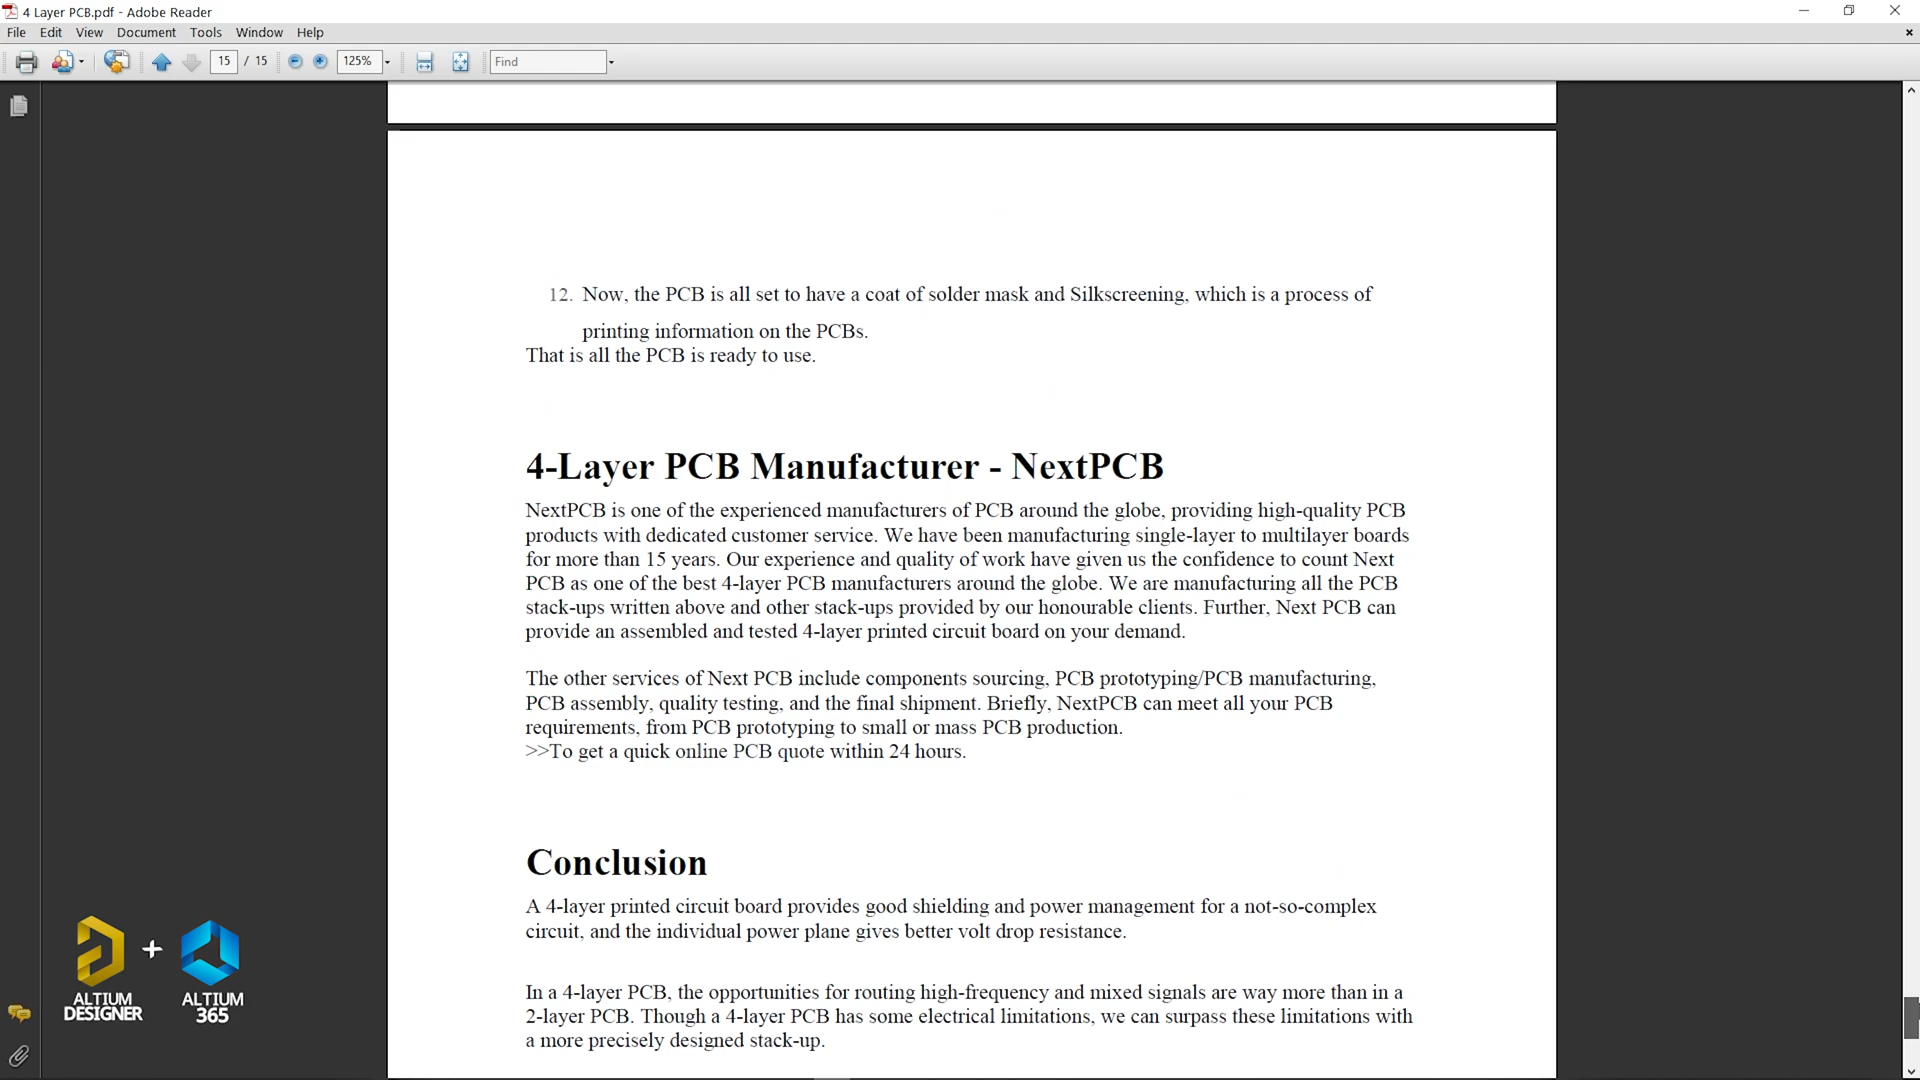 4 Layer PCB.pdf - Adobe Reader
File Edit View Document Tools Window Help
15 / 15 125% Find
12. Now, the PCB is all set to have a coat of solder mask and Silkscreening, which is a process of
printing information on the PCBs.
That is all the PCB is ready to use.
4-Layer PCB Manufacturer - NextPCB
NextPCB is one of the experienced manufacturers of PCB around the globe, providing high-quality PCB
products with dedicated customer service. We have been manufacturing single-layer to multilayer boards
for more than 15 years. Our experience and quality of work have given us the confidence to count Next
PCB as one of the best 4-layer PCB manufacturers around the globe. We are manufacturing all the PCB
stack-ups written above and other stack-ups provided by our honourable clients. Further, Next PCB can
provide an assembled and tested 4-layer printed circuit board on your demand.
The other services of Next PCB include components sourcing, PCB prototyping/PCB manufacturing,
PCB assembly, quality testing, and the final shipment. Briefly, NextPCB can meet all your PCB
requirements, from PCB prototyping to small or mass PCB production.
>>To get a quick online PCB quote within 24 hours.
Conclusion
A 4-layer printed circuit board provides good shielding and power management for a not-so-complex
circuit, and the individual power plane gives better volt drop resistance.
In a 4-layer PCB, the opportunities for routing high-frequency and mixed signals are way more than in a
2-layer PCB. Though a 4-layer PCB has some electrical limitations, we can surpass these limitations with
a more precisely designed stack-up.
+
ALTIUM
DESIGNER
ALTIUM
365